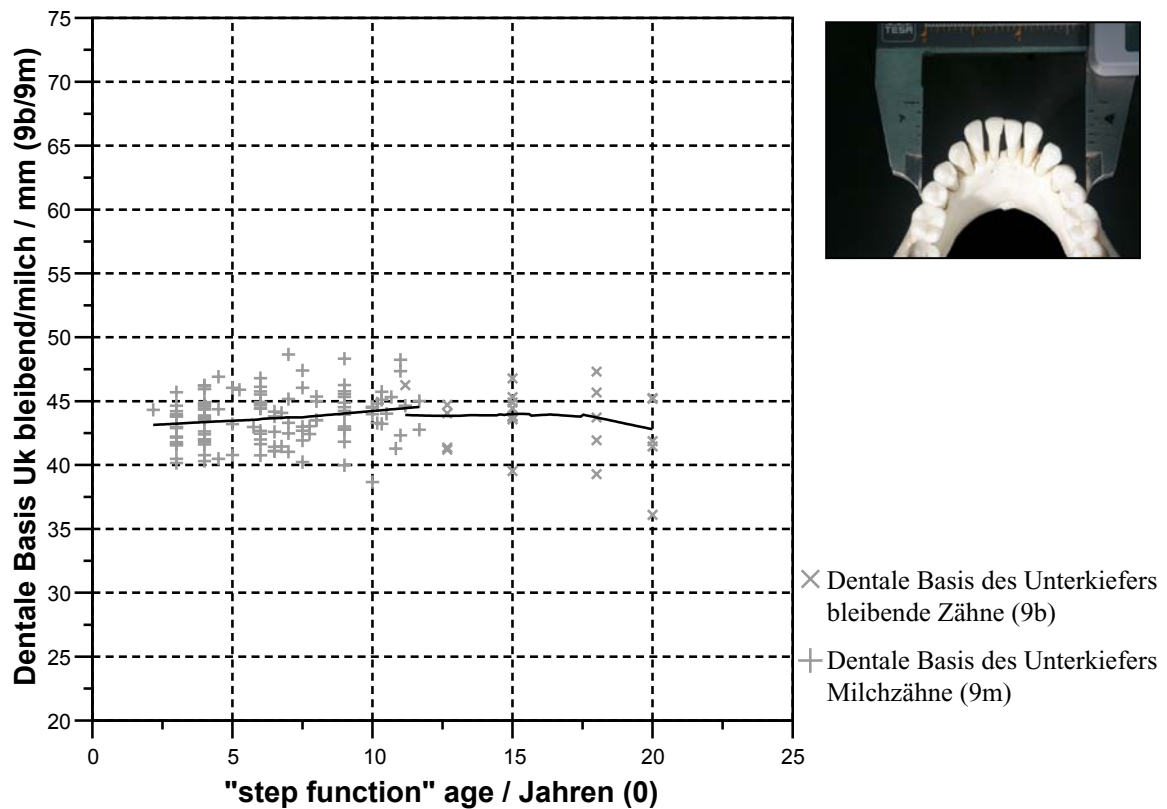 Dentale Basis Uk bleibend/milch / mm (9b/9m)
75
70
65
60
55
50
45
40
35
30
25
20
0
5
10
15
20
25
"step function" age / Jahren (0)
TESA
Dentale Basis des Unterkiefers
bleibende Zähne (9b)
Dentale Basis des Unterkiefers
Milchzähne (9m)